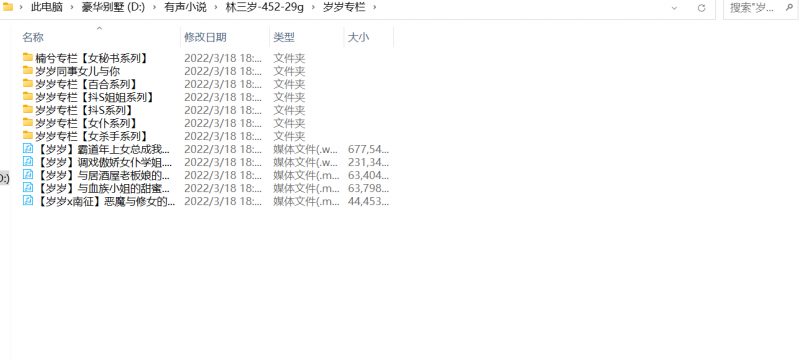 此电脑 › 豪华别墅 (D:) › 有声小说 › 林三岁-452-29g › 岁岁专栏 › 搜索"岁...
名称 修改日期 类型 大小
楠兮专栏【女秘书系列】 2022/3/18 18:... 文件夹
岁岁同事女儿与你 2022/3/18 18:... 文件夹
岁岁专栏【百合系列】 2022/3/18 18:... 文件夹
岁岁专栏【抖S姐姐系列】 2022/3/18 18:... 文件夹
岁岁专栏【抖S系列】 2022/3/18 18:... 文件夹
岁岁专栏【女仆系列】 2022/3/18 18:... 文件夹
岁岁专栏【女杀手系列】 2022/3/18 18:... 文件夹
【岁岁】霸道年上女总成我... 2022/3/18 18:... 媒体文件(.w... 677,54...
【岁岁】调戏傲娇女仆学姐.... 2022/3/18 18:... 媒体文件(.w... 231,34...
【岁岁】与居酒屋老板娘的... 2022/3/18 18:... 媒体文件(.m... 63,404...
【岁岁】与血族小姐的甜蜜... 2022/3/18 18:... 媒体文件(.m... 63,798...
【岁岁x南征】恶魔与修女的... 2022/3/18 18:... 媒体文件(.m... 44,453...
D:)